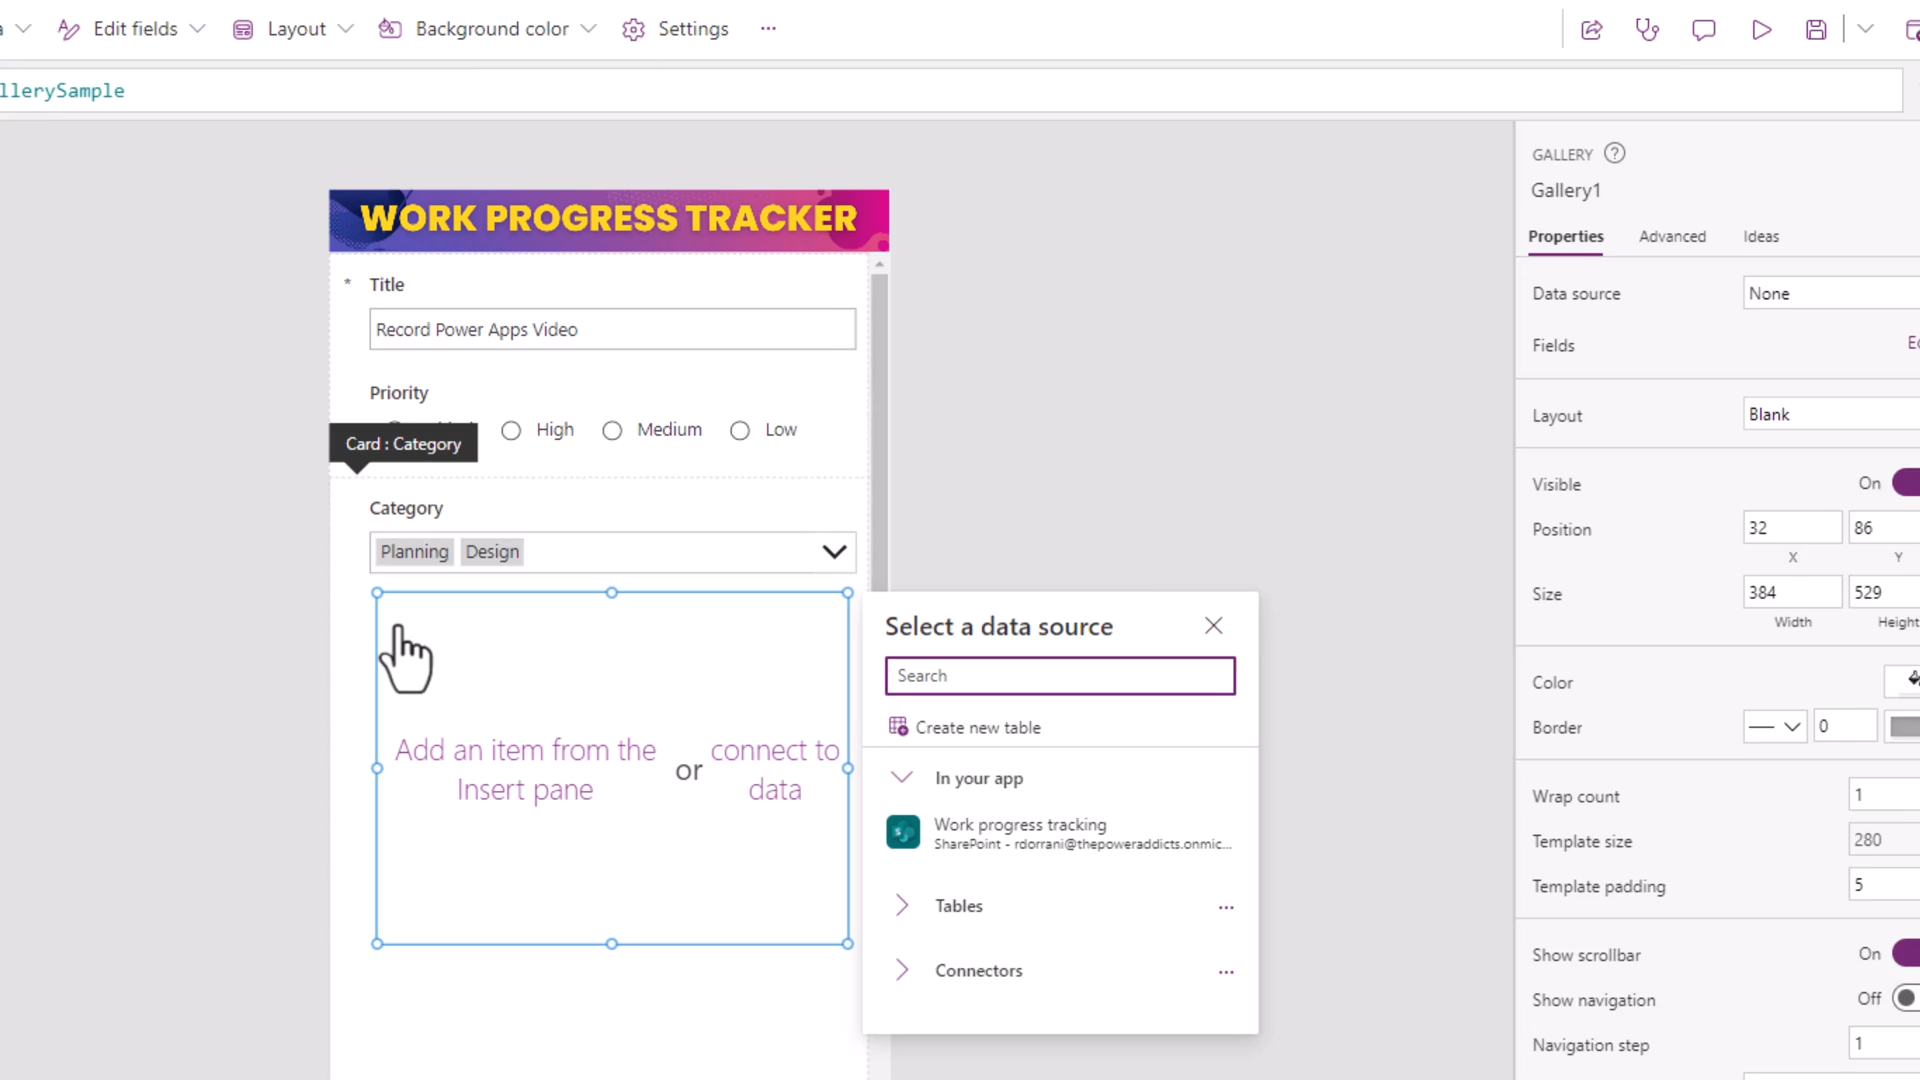 Edit fields
Layout
Background color
Settings
...
llerySample
WORK PROGRESS TRACKER
* Title
Record Power Apps Video
Priority
High
Medium
Low
Card : Category
Category
Planning
Design
Add an item from the
Insert pane
or
connect to
data
Select a data source
Search
Create new table
In your app
Work progress tracking
SharePoint - rdorrani@thepoweraddicts.onmic...
Tables
...
Connectors
...
GALLERY ?
Gallery1
Properties
Advanced
Ideas
Data source
None
Fields
Layout
Blank
Visible
On
Position
32
86
X
Y
Size
384
529
Width
Height
Color
Border
0
Wrap count
1
Template size
280
Template padding
5
Show scrollbar
On
Show navigation
Off
Navigation step
1